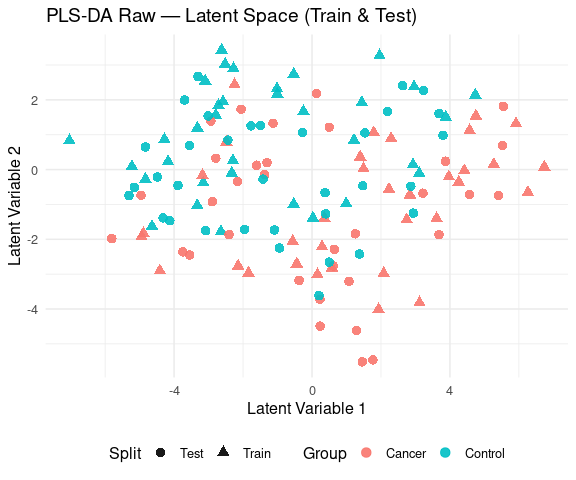 PLS-DA Raw — Latent Space (Train & Test)
Latent Variable 2
2
0
-2
-4
-4
0
4
Latent Variable 1
Split Test Train Group Cancer Control